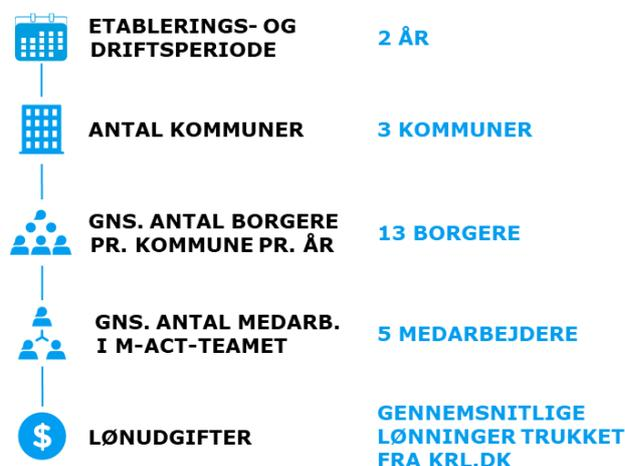 ETABLERINGS- OG
DRIFTSPERIODE
2 ÅR
ANTAL KOMMUNER
3 KOMMUNER
GNS. ANTAL BORGERE
PR. KOMMUNE PR. ÅR
13 BORGERE
GNS. ANTAL MEDARB.
I M-ACT-TEAMET
5 MEDARBEJDERE
$
LØNUDGIFTER
GENNEMSNITLIGE
LØNNINGER TRUKKET
FRA KRL.DK